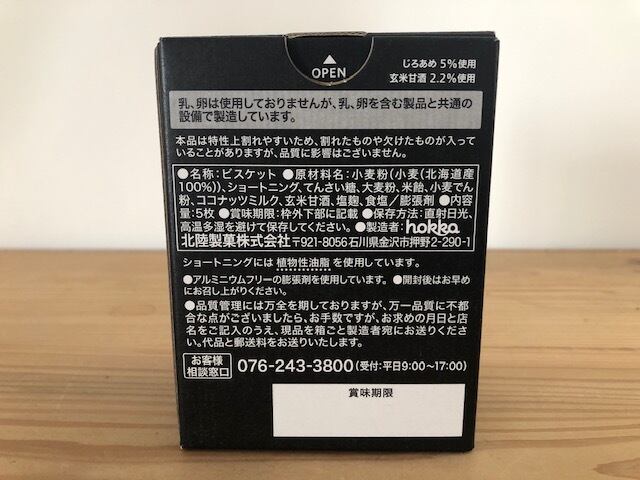 OPEN
じろあめ 5%使用
玄米甘酒 2.2%使用
乳、卵は使用しておりませんが、乳、卵を含む製品と共通の
設備で製造しています。
本品は特性上割れやすいため、割れたものや欠けたものが入って
いることがありますが、品質に影響はございません。
●名称：ビスケット ●原材料名：小麦粉（小麦（北海道産
100%））、ショートニング、てんさい糖、大麦粉、米飴、小麦でん
粉、ココナッツミルク、玄米甘酒、塩麹、食塩／膨張剤 ●内容
量：5枚 ●賞味期限：枠外下部に記載 ●保存方法：直射日光、
高温多湿を避けて保存してください。 ●製造者：hokka
北陸製菓株式会社 〒921-8056 石川県金沢市押野2-290-1
ショートニングには 植物性油脂 を使用しています。
●アルミニウムフリーの膨張剤を使用しています。 ●開封後はお早め
にお召し上がりください。
●品質管理には万全を期しておりますが、万一品質に不都
合な点がございましたら、お手数ですが、お求めの月日と店
名をご記入のうえ、現品を箱ごと製造者宛にお送りくださ
い。代品と郵送料をお送りいたします。
お客様
相談窓口 076-243-3800（受付：平日9:00～17:00）
賞味期限